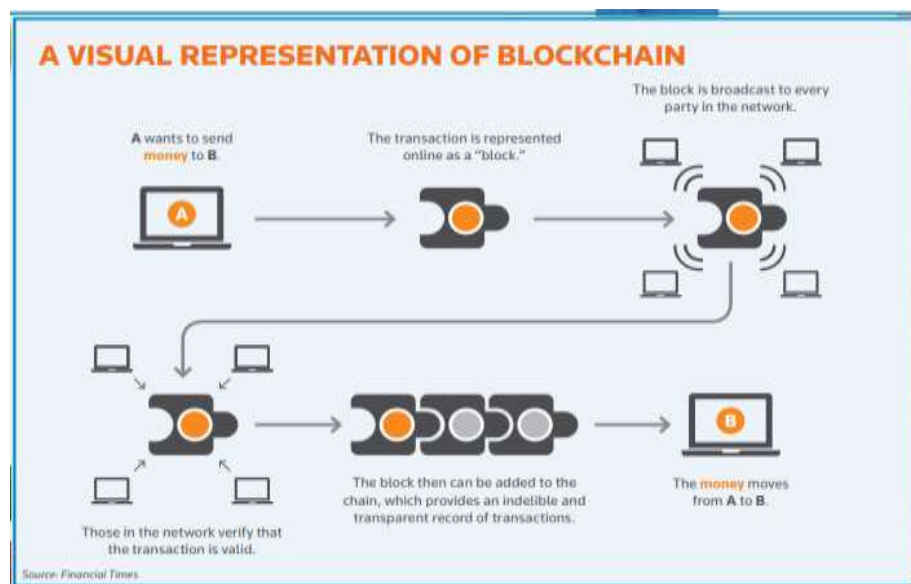 A VISUAL REPRESENTATION OF BLOCKCHAIN
A wants to send
money to B.
The transaction is represented
online as a “block.”
The block is broadcast to every
party in the network.
A
Those in the network verify that
the transaction is valid.
The block then can be added to the
chain, which provides an indelible and
transparent record of transactions.
B
The money moves
from A to B.
Source: Financial Times